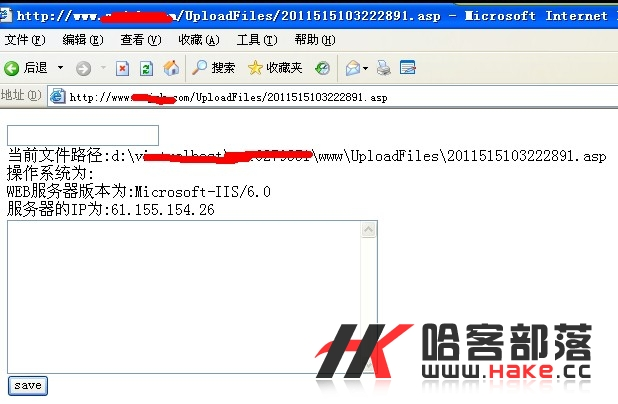 http://www. /UploadFiles/2011515103222891.asp - Microsoft Internet
文件(F) 编辑(E) 查看(V) 收藏(A) 工具(T) 帮助(H)
后退 搜索 收藏夹
地址(D) http://www. .com/UploadFiles/2011515103222891.asp
当前文件路径:d:\ \www\UploadFiles\2011515103222891.asp
操作系统为:
WEB服务器版本为:Microsoft-IIS/6.0
服务器的IP为:61.155.154.26
哈客部落
www.HAKE.cc
save